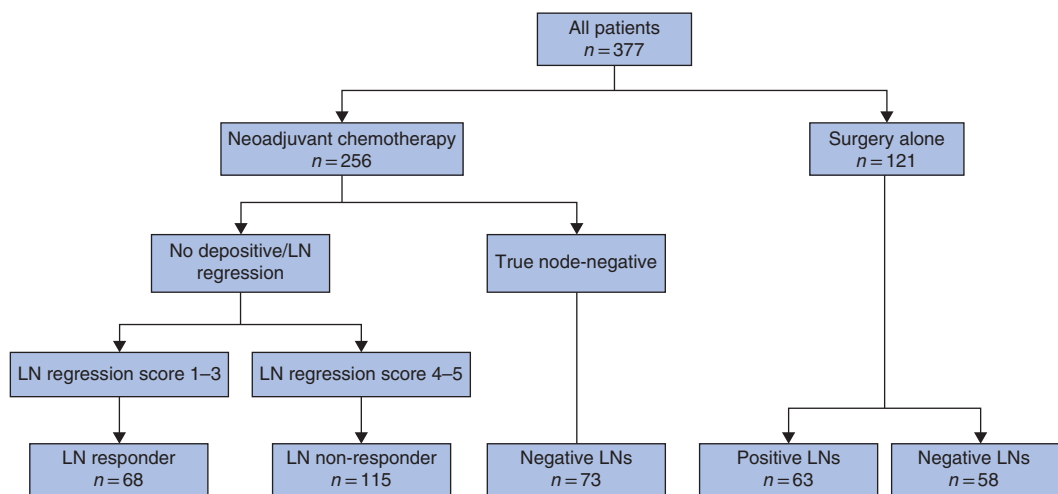 All patients
n = 377
Neoadjuvant chemotherapy
n = 256
Surgery alone
n = 121
No depositive/LN
regression
True node-negative
LN regression score 1–3
LN regression score 4–5
LN responder
n = 68
LN non-responder
n = 115
Negative LNs
n = 73
Positive LNs
n = 63
Negative LNs
n = 58